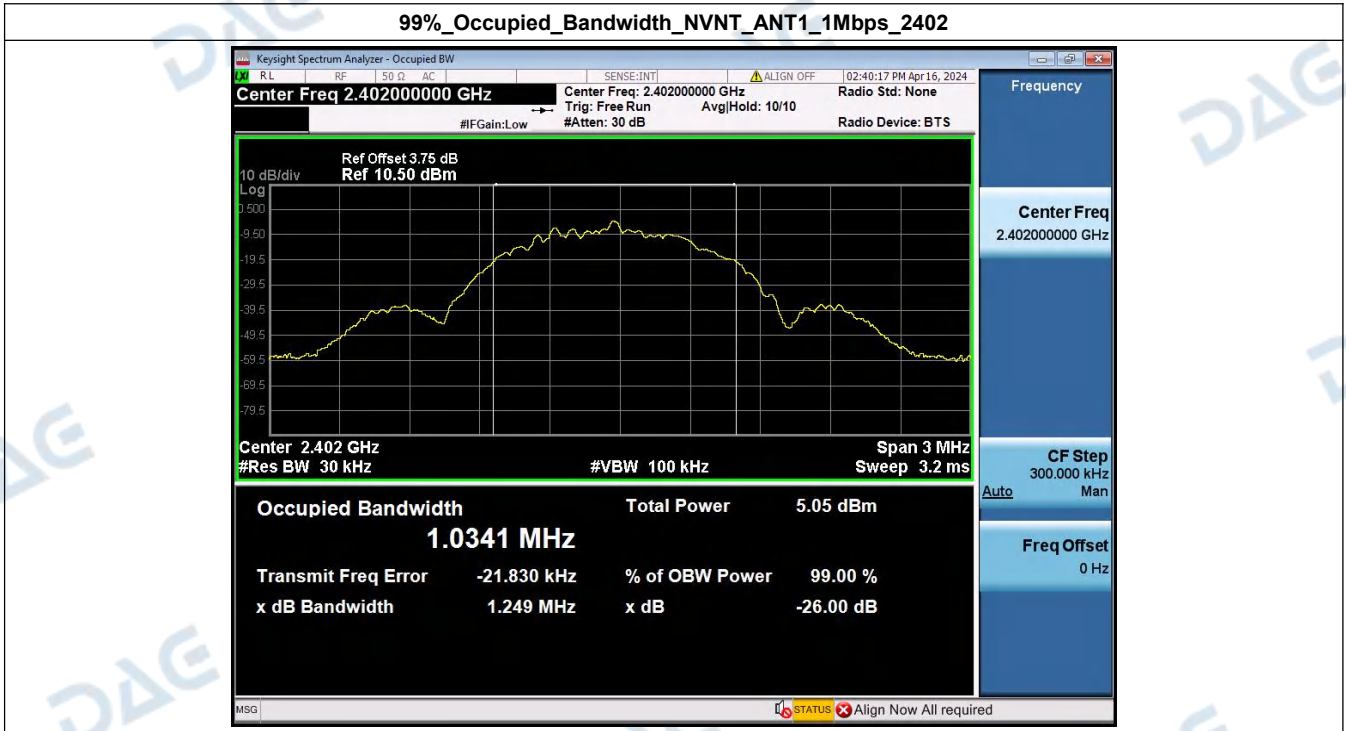 99%_Occupied_Bandwidth_NVNT_ANT1_1Mbps_2402
Keysight Spectrum Analyzer - Occupied BW
LXI RL RF 50 Ω AC SENSE:INT ALIGN OFF 02:40:17 PM Apr 16, 2024
Center Freq 2.402000000 GHz Center Freq: 2.402000000 GHz Radio Std: None
Trig: Free Run Avg|Hold: 10/10
#IFGain:Low #Atten: 30 dB Radio Device: BTS
Frequency
Ref Offset 3.75 dB
10 dB/div Ref 10.50 dBm
Log
0.500
-9.50
-19.5
-29.5
-39.5
-49.5
-59.5
-69.5
-79.5
Center 2.402 GHz Span 3 MHz
#Res BW 30 kHz #VBW 100 kHz Sweep 3.2 ms
Center Freq
2.402000000 GHz
CF Step
300.000 kHz
Auto Man
Freq Offset
0 Hz
Occupied Bandwidth Total Power 5.05 dBm
1.0341 MHz
Transmit Freq Error -21.830 kHz % of OBW Power 99.00 %
x dB Bandwidth 1.249 MHz x dB -26.00 dB
MSG STATUS Align Now All required
DAG
DAG
DAG